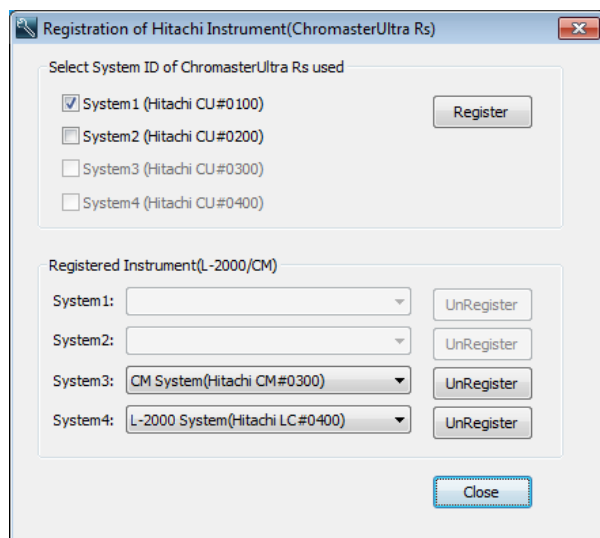 Registration of Hitachi Instrument(ChromasterUltra Rs)
Select System ID of ChromasterUltra Rs used
System1 (Hitachi CU#0100)
Register
System2 (Hitachi CU#0200)
System3 (Hitachi CU#0300)
System4 (Hitachi CU#0400)
Registered Instrument(L-2000/CM)
System1:
UnRegister
System2:
UnRegister
System3: CM System(Hitachi CM#0300)
UnRegister
System4: L-2000 System(Hitachi LC#0400)
UnRegister
Close